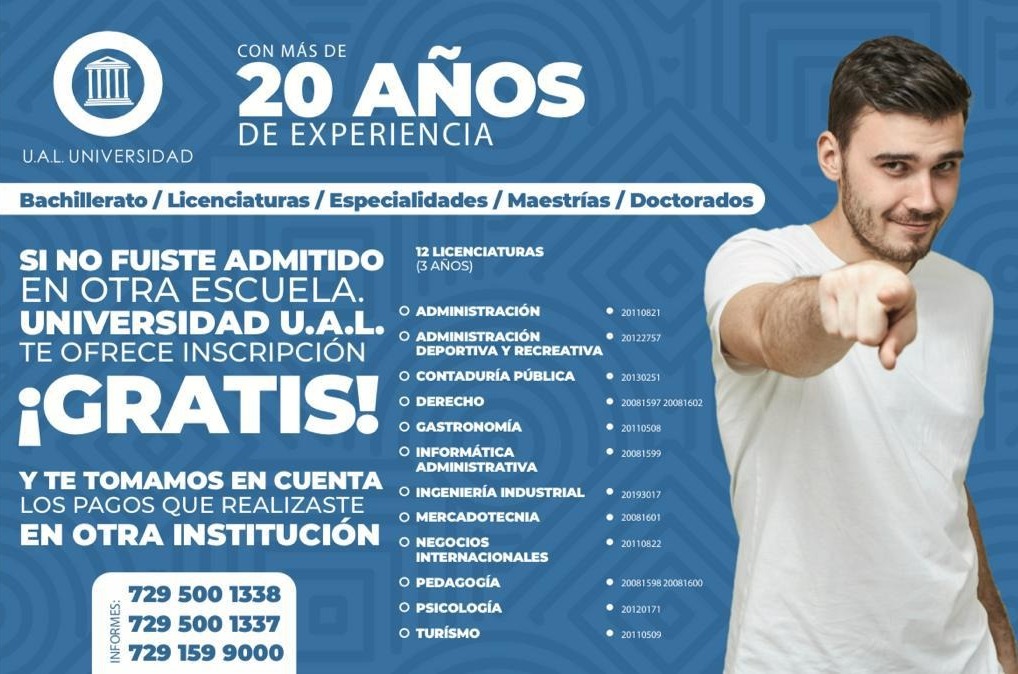 U.A.L. UNIVERSIDAD
CON MÁS DE
20 AÑOS
DE EXPERIENCIA
Bachillerato / Licenciaturas / Especialidades / Maestrías / Doctorados
SI NO FUISTE ADMITIDO
EN OTRA ESCUELA.
UNIVERSIDAD U.A.L.
TE OFRECE INSCRIPCIÓN
¡GRATIS!
Y TE TOMAMOS EN CUENTA
LOS PAGOS QUE REALIZASTE
EN OTRA INSTITUCIÓN
INFORMES:
729 500 1338
729 500 1337
729 159 9000
12 LICENCIATURAS
(3 AÑOS)
ADMINISTRACIÓN • 20110821
ADMINISTRACIÓN
DEPORTIVA Y RECREATIVA • 20122757
CONTADURÍA PÚBLICA • 20130251
DERECHO • 20081597 20081602
GASTRONOMÍA • 20110508
INFORMÁTICA • 20081599
ADMINISTRATIVA
INGENIERÍA INDUSTRIAL • 20193017
MERCADOTECNIA • 20081601
NEGOCIOS • 20110822
INTERNACIONALES
PEDAGOGÍA • 20081598 20081600
PSICOLOGÍA • 20120171
TURÍSMO • 20110509